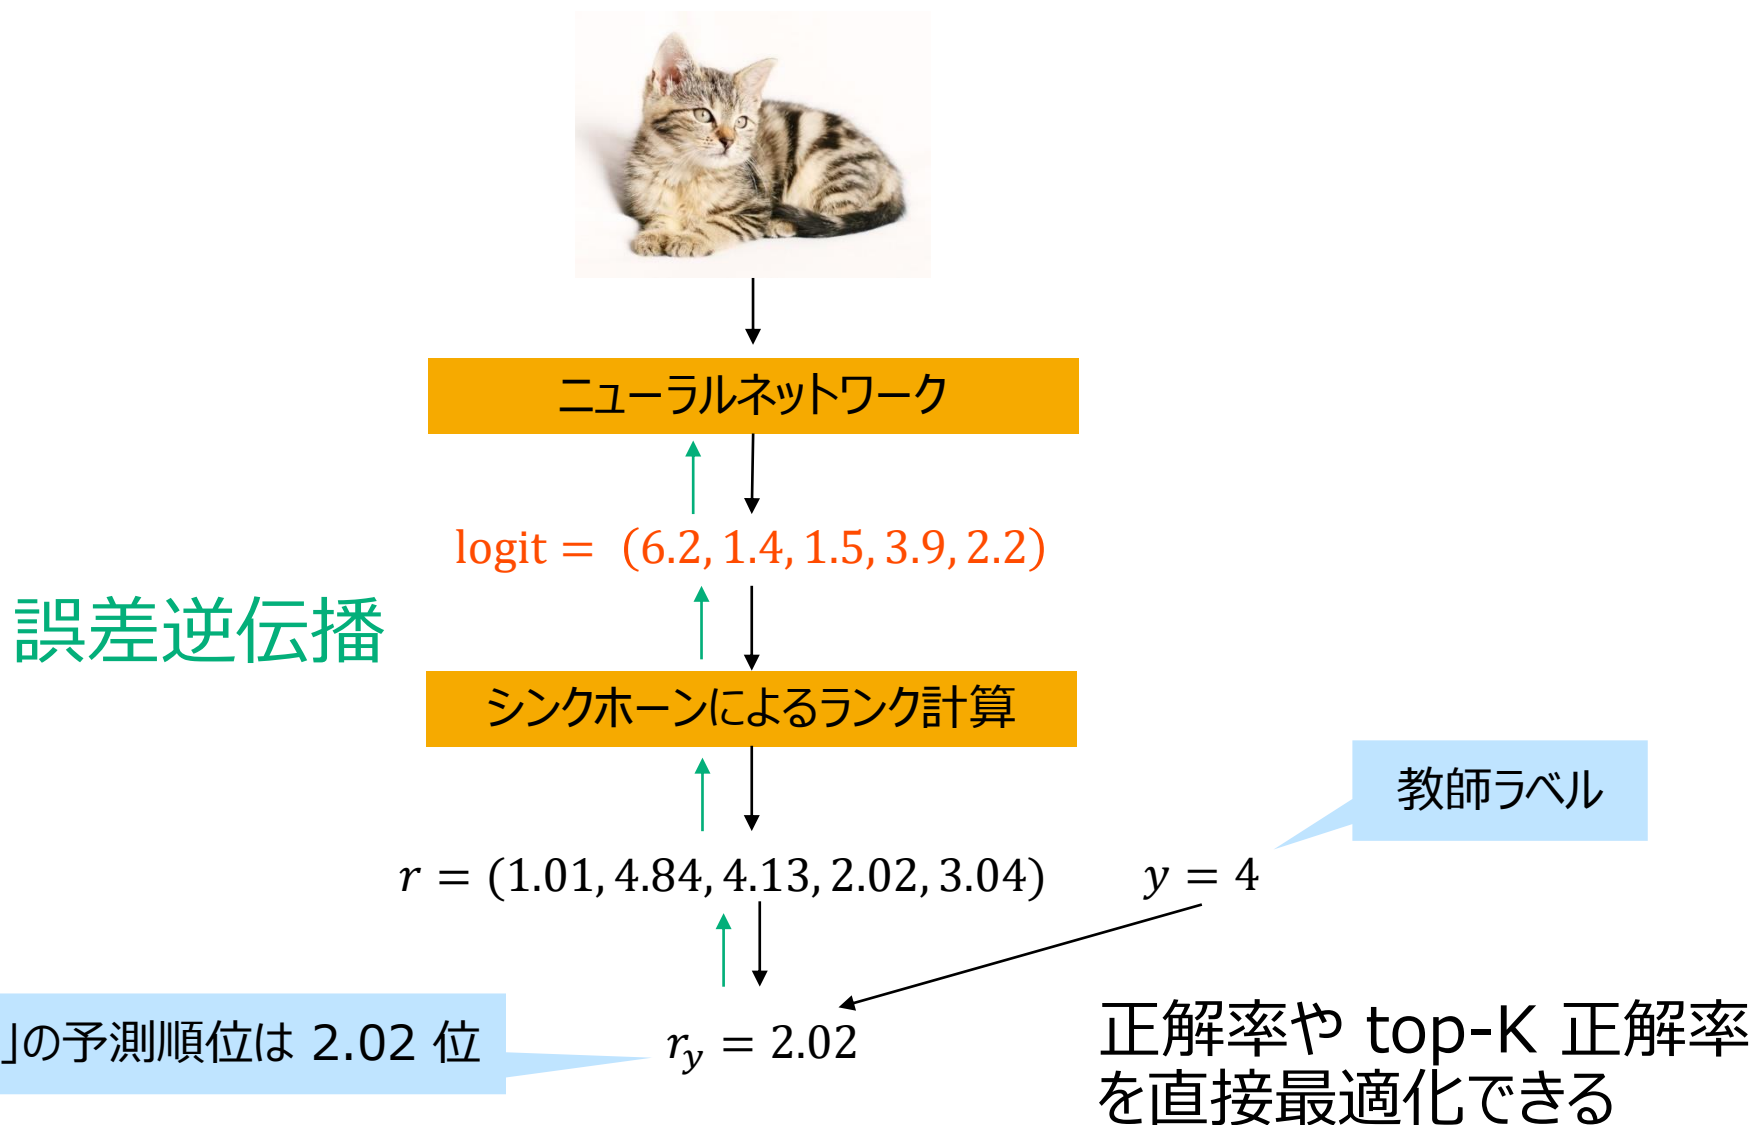 ニューラルネットワーク
logit = (6.2, 1.4, 1.5, 3.9, 2.2)
誤差逆伝播
シンクホーンによるランク計算
教師ラベル
r = (1.01, 4.84, 4.13, 2.02, 3.04)
y = 4
」の予測順位は 2.02 位
r_y = 2.02
正解率や top-K 正解率
を直接最適化できる